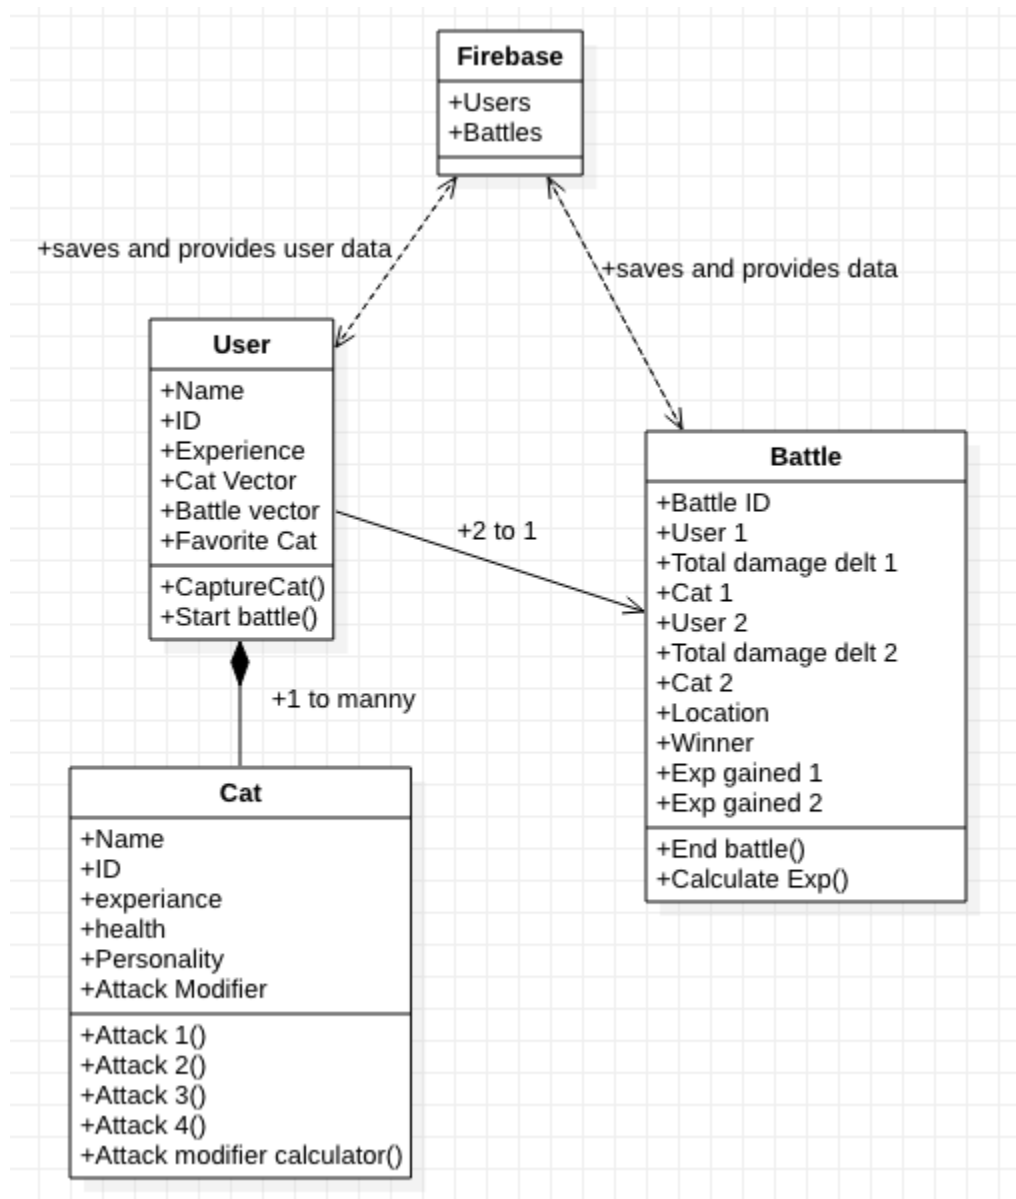 Firebase
+Users
+Battles
+saves and provides user data
+saves and provides data
User
+Name
+ID
+Experience
+Cat Vector
+Battle vector
+Favorite Cat
+CaptureCat()
+Start battle()
+2 to 1
Battle
+Battle ID
+User 1
+Total damage delt 1
+Cat 1
+User 2
+Total damage delt 2
+Cat 2
+Location
+Winner
+Exp gained 1
+Exp gained 2
+End battle()
+Calculate Exp()
+1 to manny
Cat
+Name
+ID
+experiance
+health
+Personality
+Attack Modifier
+Attack 1()
+Attack 2()
+Attack 3()
+Attack 4()
+Attack modifier calculator()